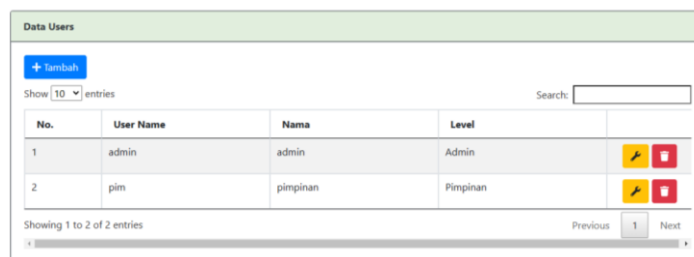 Data Users
+ Tambah
Show 10 entries Search:
No. User Name Nama Level
1 admin admin Admin
2 pim pimpinan Pimpinan
Showing 1 to 2 of 2 entries Previous 1 Next